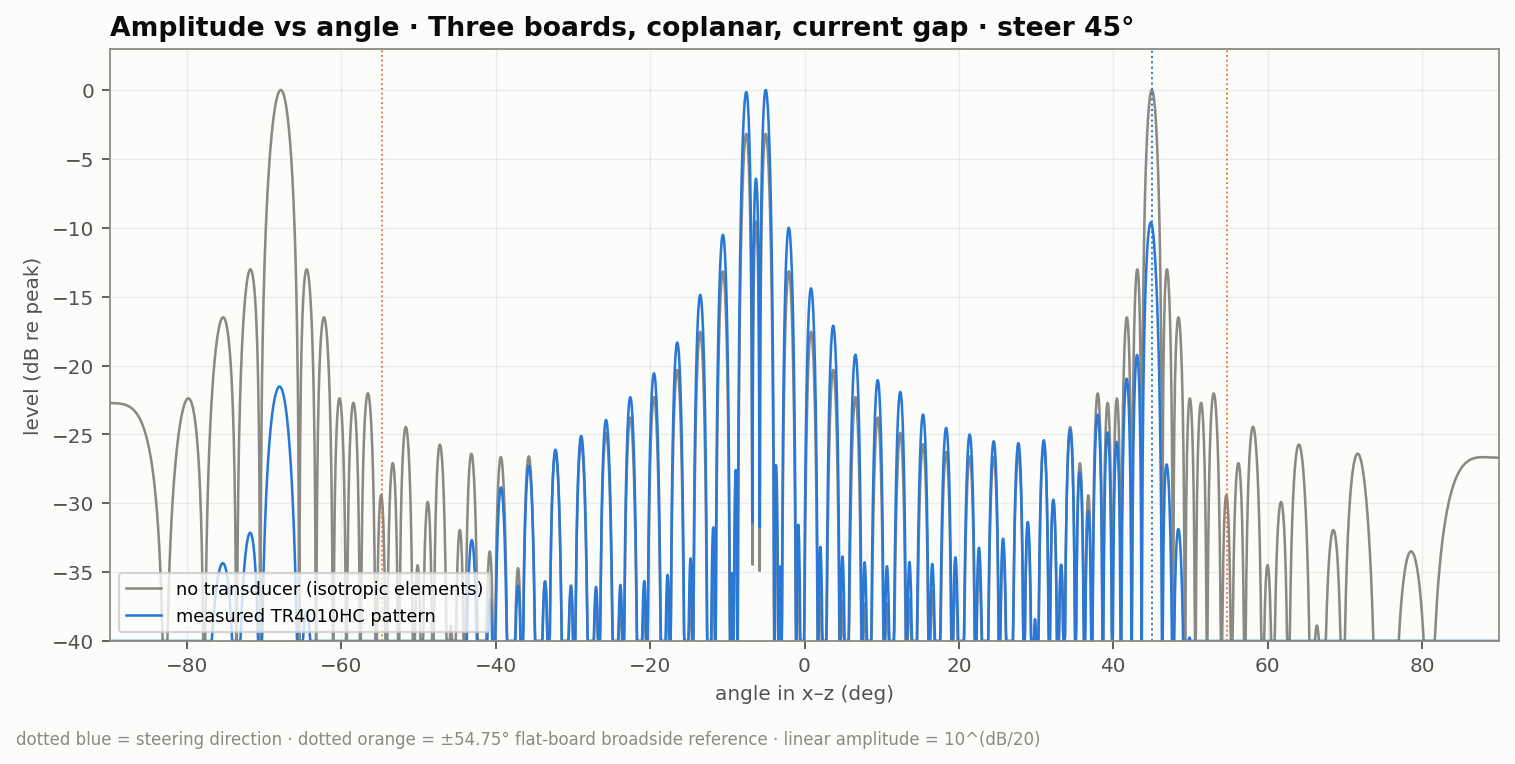 Amplitude vs angle · Three boards, coplanar, current gap · steer 45°
level (dB re peak)
0
−5
−10
−15
−20
−25
−30
−35
−40
no transducer (isotropic elements)
measured TR4010HC pattern
−80 −60 −40 −20 0 20 40 60 80
angle in x–z (deg)
dotted blue = steering direction · dotted orange = ±54.75° flat-board broadside reference · linear amplitude = 10^(dB/20)